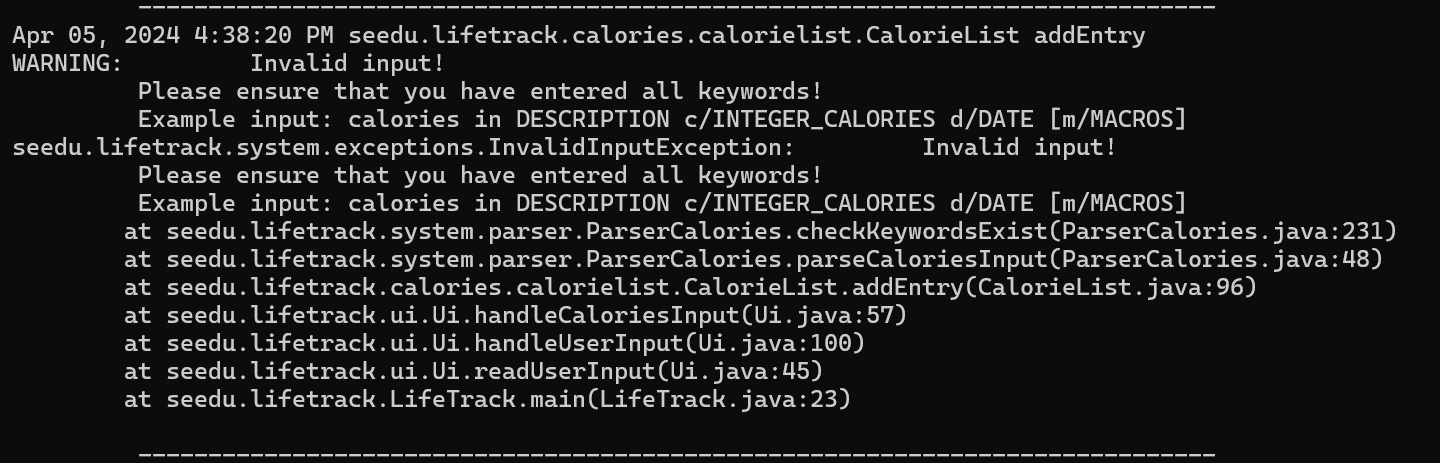 -----------------------------------------------------------------------------
Apr 05, 2024 4:38:20 PM seedu.lifetrack.calories.calorielist.CalorieList addEntry
WARNING:         Invalid input!
         Please ensure that you have entered all keywords!
         Example input: calories in DESCRIPTION c/INTEGER_CALORIES d/DATE [m/MACROS]
seedu.lifetrack.system.exceptions.InvalidInputException:         Invalid input!
         Please ensure that you have entered all keywords!
         Example input: calories in DESCRIPTION c/INTEGER_CALORIES d/DATE [m/MACROS]
        at seedu.lifetrack.system.parser.ParserCalories.checkKeywordsExist(ParserCalories.java:231)
        at seedu.lifetrack.system.parser.ParserCalories.parseCaloriesInput(ParserCalories.java:48)
        at seedu.lifetrack.calories.calorielist.CalorieList.addEntry(CalorieList.java:96)
        at seedu.lifetrack.ui.Ui.handleCaloriesInput(Ui.java:57)
        at seedu.lifetrack.ui.Ui.handleUserInput(Ui.java:100)
        at seedu.lifetrack.ui.Ui.readUserInput(Ui.java:45)
        at seedu.lifetrack.LifeTrack.main(LifeTrack.java:23)
-----------------------------------------------------------------------------